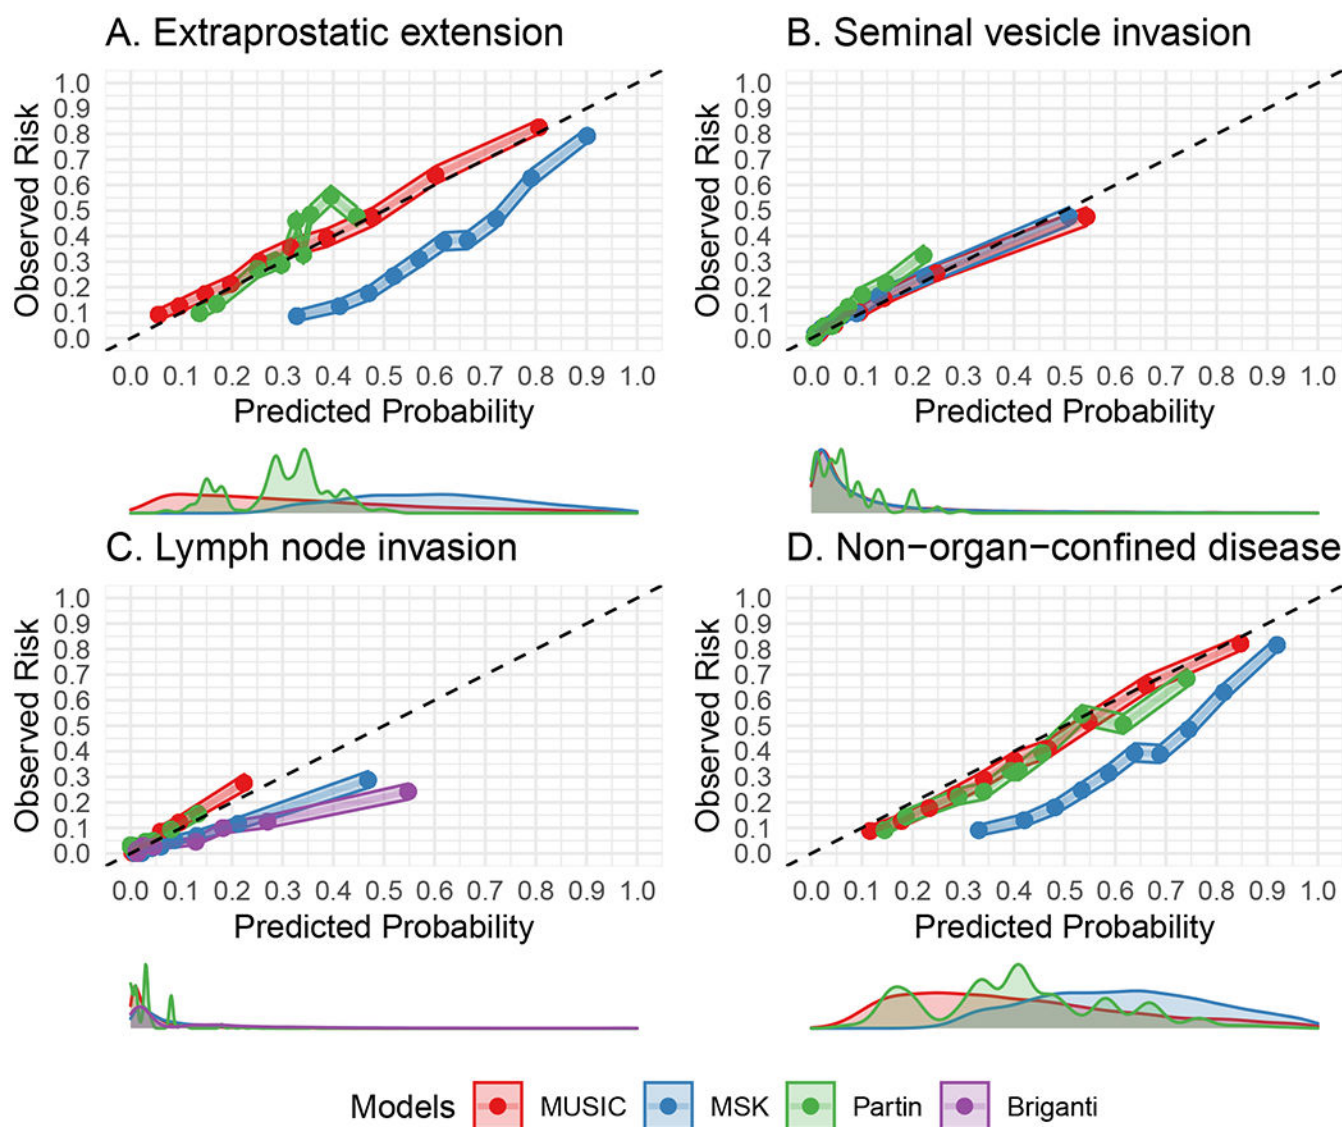 A. Extraprostatic extension
Observed Risk
1.0
0.9
0.8
0.7
0.6
0.5
0.4
0.3
0.2
0.1
0.0
0.0 0.1 0.2 0.3 0.4 0.5 0.6 0.7 0.8 0.9 1.0
Predicted Probability
B. Seminal vesicle invasion
Observed Risk
1.0
0.9
0.8
0.7
0.6
0.5
0.4
0.3
0.2
0.1
0.0
0.0 0.1 0.2 0.3 0.4 0.5 0.6 0.7 0.8 0.9 1.0
Predicted Probability
C. Lymph node invasion
Observed Risk
1.0
0.9
0.8
0.7
0.6
0.5
0.4
0.3
0.2
0.1
0.0
0.0 0.1 0.2 0.3 0.4 0.5 0.6 0.7 0.8 0.9 1.0
Predicted Probability
D. Non−organ−confined disease
Observed Risk
1.0
0.9
0.8
0.7
0.6
0.5
0.4
0.3
0.2
0.1
0.0
0.0 0.1 0.2 0.3 0.4 0.5 0.6 0.7 0.8 0.9 1.0
Predicted Probability
Models MUSIC MSK Partin Briganti